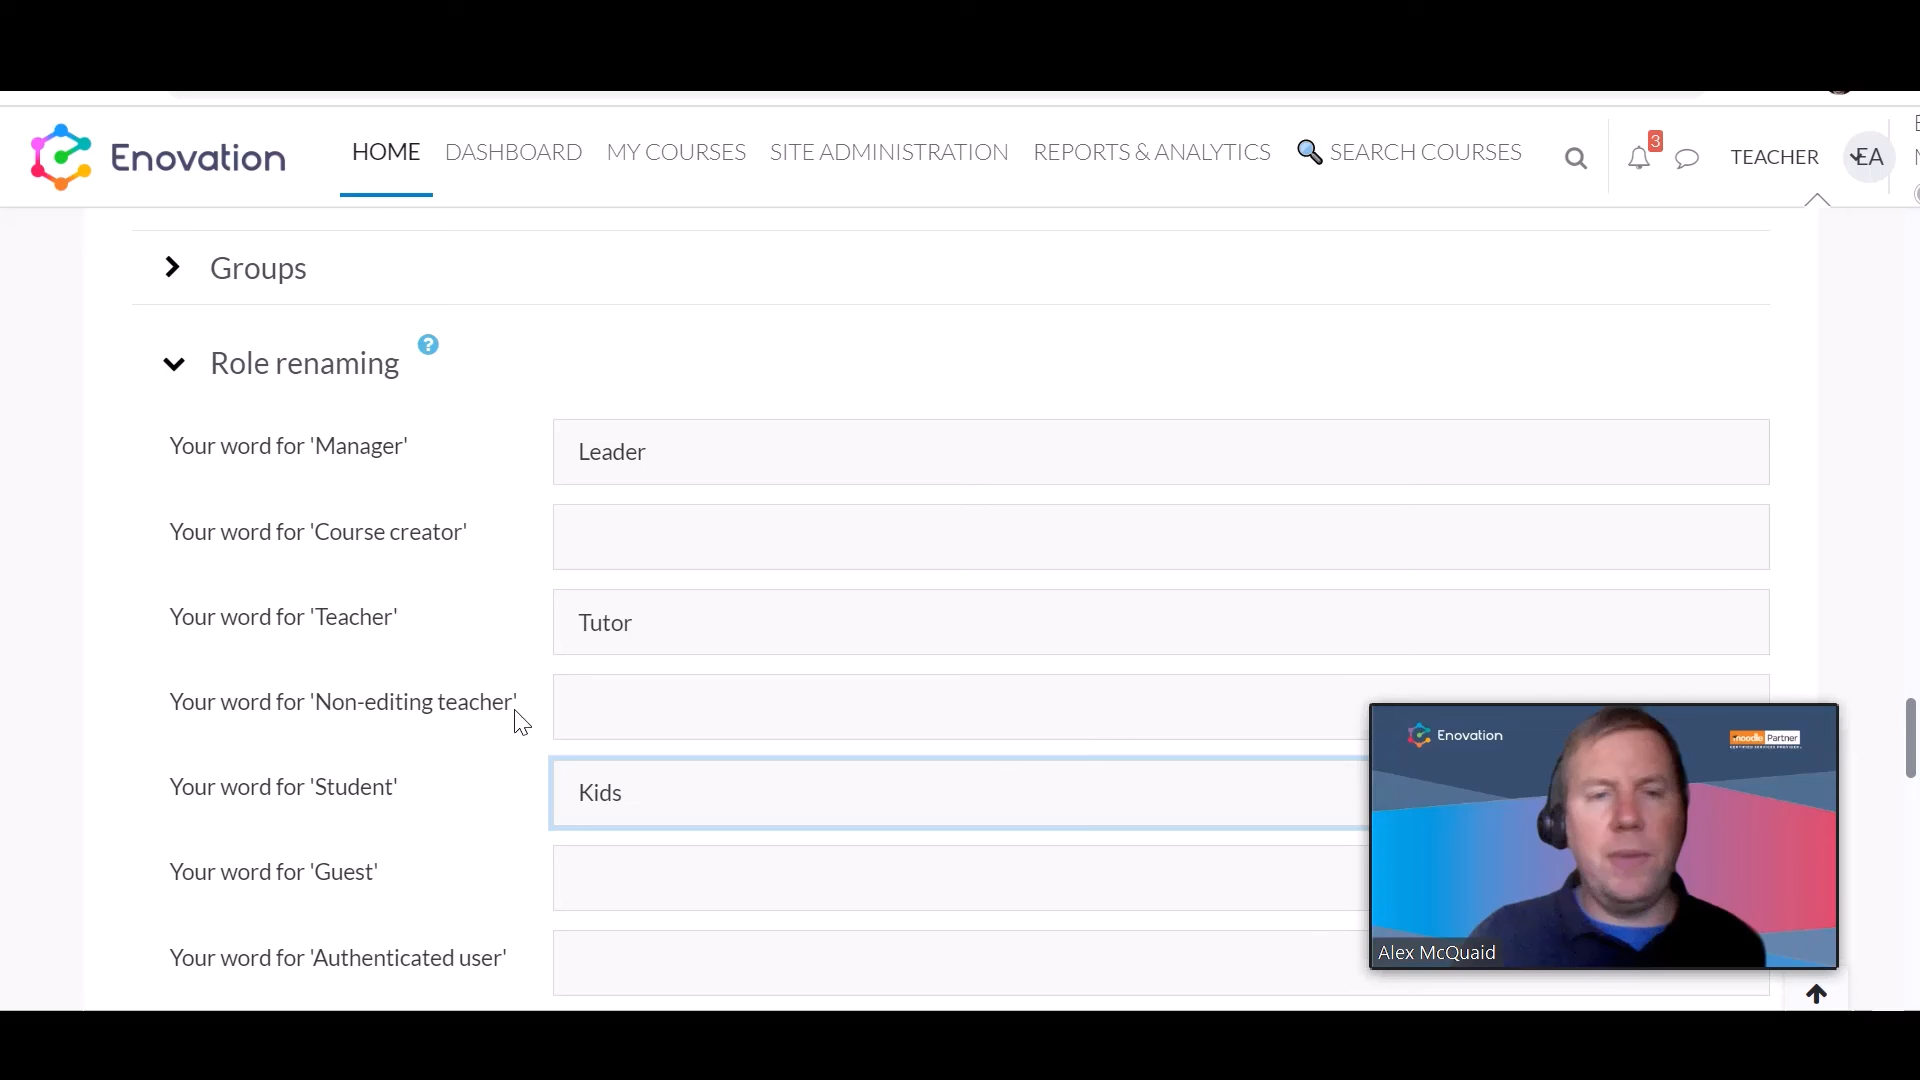 Enovation
HOME DASHBOARD MY COURSES SITE ADMINISTRATION REPORTS & ANALYTICS SEARCH COURSES
3
TEACHER
EA
Groups
Role renaming
?
Your word for 'Manager'
Leader
Your word for 'Course creator'
Your word for 'Teacher'
Tutor
Your word for 'Non-editing teacher'
Your word for 'Student'
Kids
Your word for 'Guest'
Your word for 'Authenticated user'
Enovation
moodle Partner
Alex McQuaid